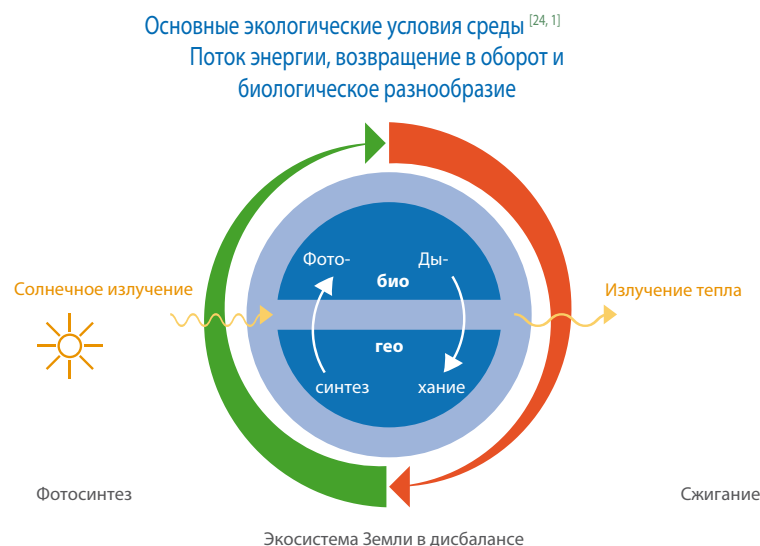 Основные экологические условия среды [24, 1]
Поток энергии, возвращение в оборот и
биологическое разнообразие
Фото-
Ды-
био
Солнечное излучение
Излучение тепла
гео
синтез
хание
Фотосинтез
Сжигание
Экосистема Земли в дисбалансе